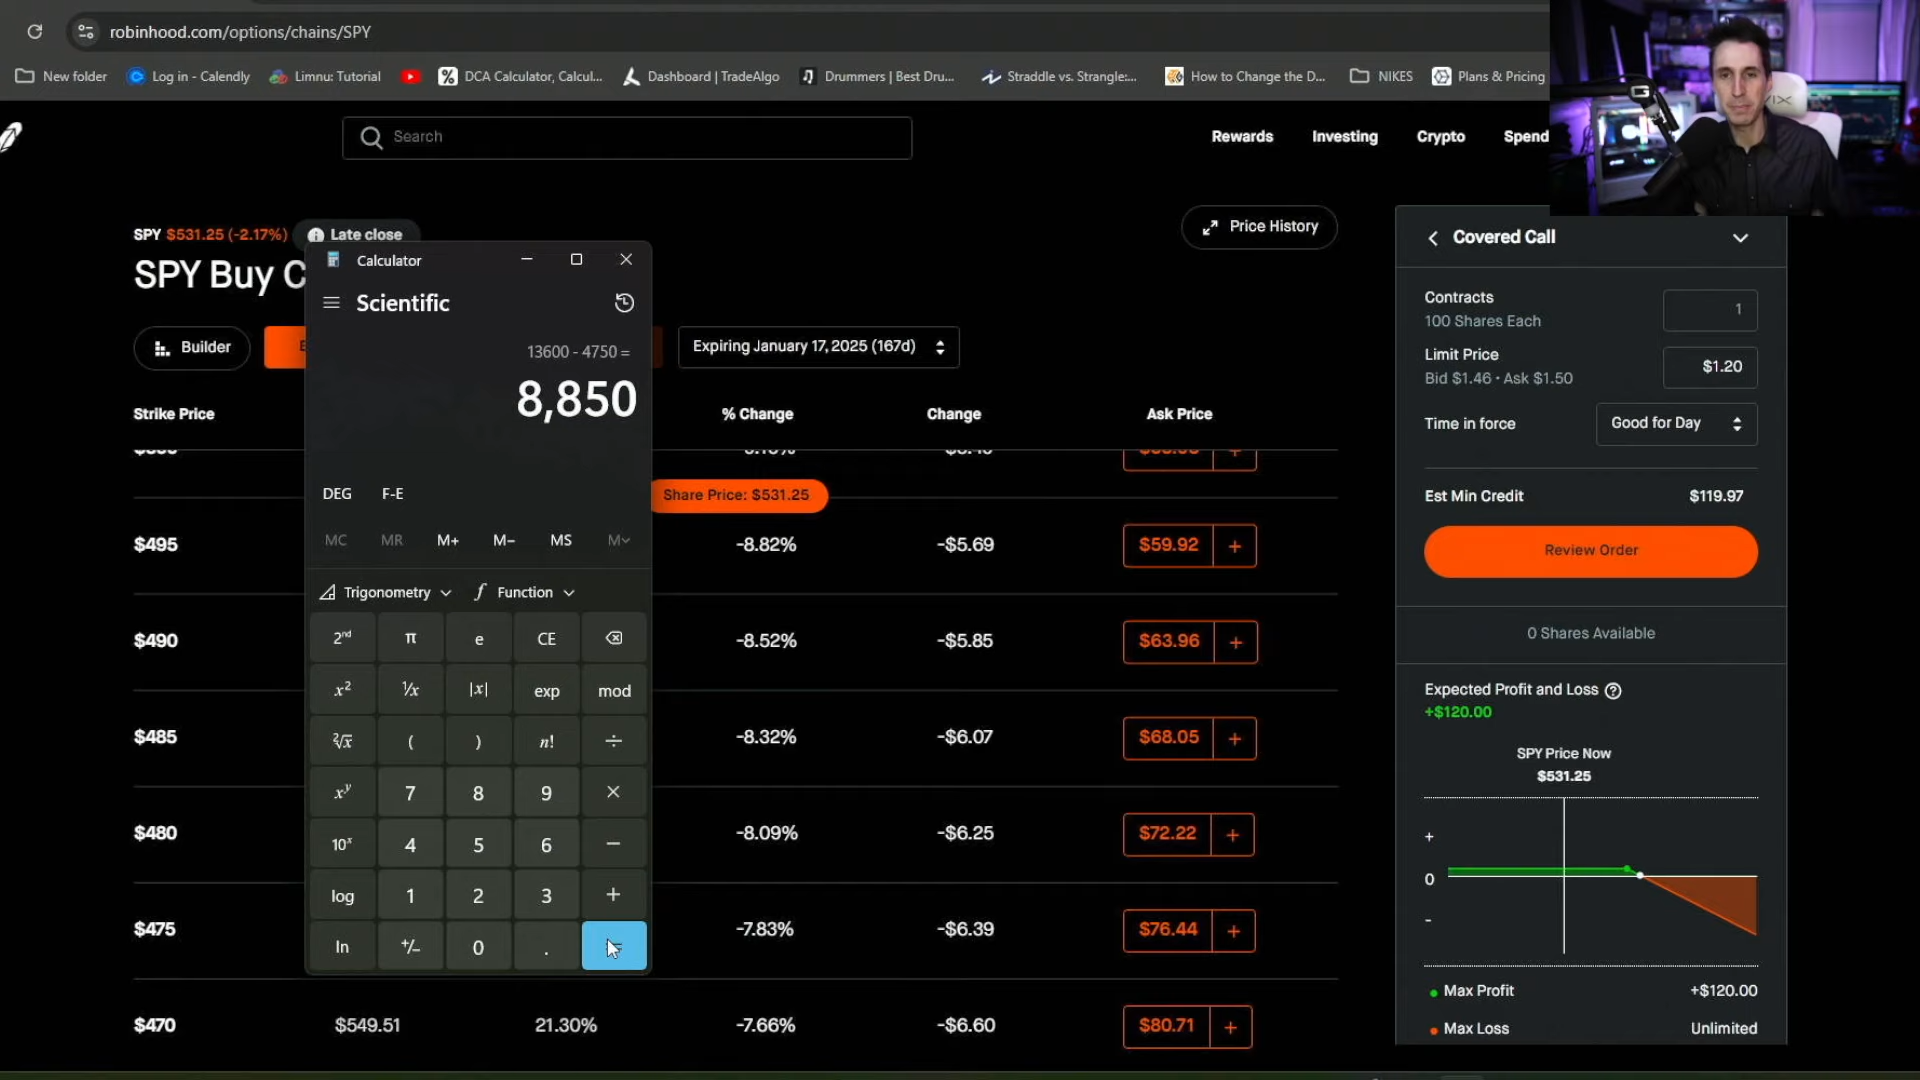 robinhood.com/options/chains/SPY
New folder
Log in - Calendly
Limnu: Tutorial
DCA Calculator, Calcul...
Dashboard | TradeAlgo
Drummers | Best Dru...
Straddle vs. Strangle:...
How to Change the D...
NIKES
Plans & Pricing
Search
Rewards
Investing
Crypto
Spend
SPY $531.25 (-2.17%)
Late close
SPY Buy C
Price History
Builder
Expiring January 17, 2025 (167d)
Strike Price
% Change
Change
Ask Price
Share Price: $531.25
$495
-8.82%
-$5.69
$59.92 +
$490
-8.52%
-$5.85
$63.96 +
$485
-8.32%
-$6.07
$68.05 +
$480
-8.09%
-$6.25
$72.22 +
$475
-7.83%
-$6.39
$76.44 +
$470
$549.51
21.30%
-7.66%
-$6.60
$80.71 +
Calculator
Scientific
13600 - 4750 =
8,850
DEG F-E
MC MR M+ M- MS M
Trigonometry
f Function
2nd π e CE
x² ¹/x |x| exp mod
²√x ( ) n! ÷
xʸ 7 8 9 ×
10ˣ 4 5 6 −
log 1 2 3 +
ln +/− 0 . =
Covered Call
Contracts
100 Shares Each
1
Limit Price
Bid $1.46 · Ask $1.50
$1.20
Time in force
Good for Day
Est Min Credit
$119.97
Review Order
0 Shares Available
Expected Profit and Loss ?
+$120.00
SPY Price Now
$531.25
+
0
-
Max Profit
+$120.00
Max Loss
Unlimited